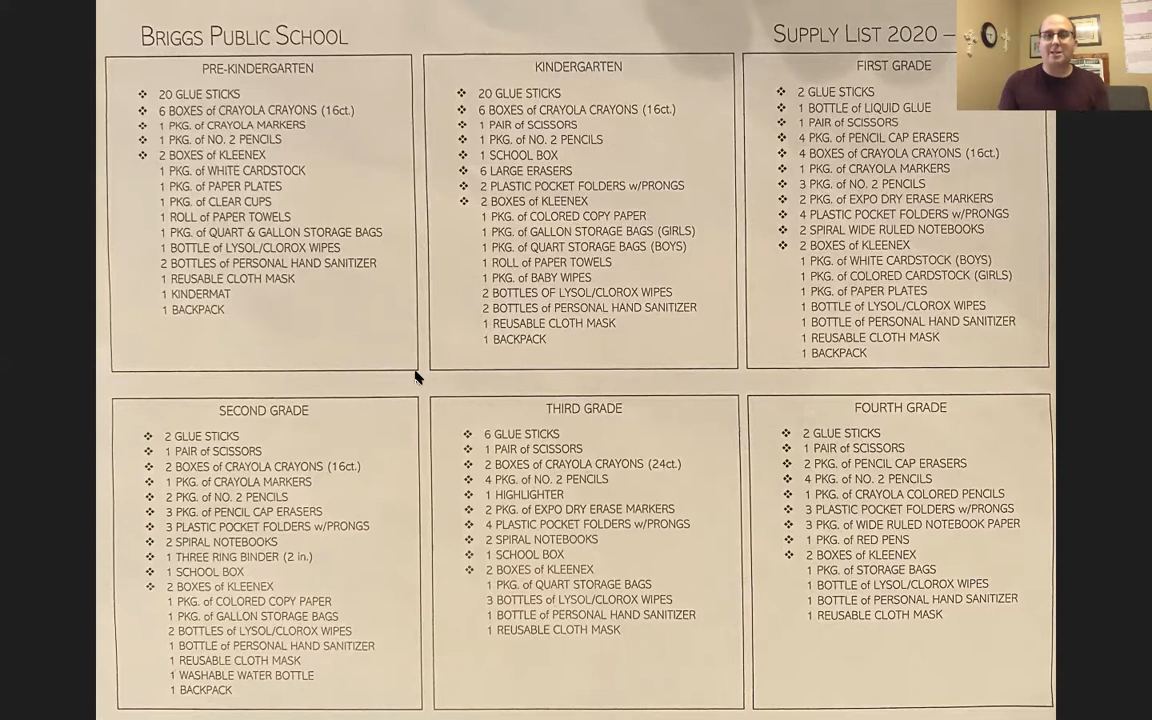 BRIGGS PUBLIC SCHOOL
SUPPLY LIST 2020 –
PRE-KINDERGARTEN
20 GLUE STICKS
6 BOXES of CRAYOLA CRAYONS (16ct.)
1 PKG. of CRAYOLA MARKERS
1 PKG. of NO. 2 PENCILS
2 BOXES of KLEENEX
1 PKG. of WHITE CARDSTOCK
1 PKG. of PAPER PLATES
1 PKG. of CLEAR CUPS
1 ROLL of PAPER TOWELS
1 PKG. of QUART & GALLON STORAGE BAGS
1 BOTTLE of LYSOL/CLOROX WIPES
2 BOTTLES of PERSONAL HAND SANITIZER
1 REUSABLE CLOTH MASK
1 KINDERMAT
1 BACKPACK
KINDERGARTEN
20 GLUE STICKS
6 BOXES of CRAYOLA CRAYONS (16ct.)
1 PAIR of SCISSORS
1 PKG. of NO. 2 PENCILS
1 SCHOOL BOX
6 LARGE ERASERS
2 PLASTIC POCKET FOLDERS w/PRONGS
2 BOXES of KLEENEX
1 PKG. of COLORED COPY PAPER
1 PKG. of GALLON STORAGE BAGS (GIRLS)
1 PKG. of QUART STORAGE BAGS (BOYS)
1 ROLL of PAPER TOWELS
1 PKG. of BABY WIPES
2 BOTTLES OF LYSOL/CLOROX WIPES
2 BOTTLES of PERSONAL HAND SANITIZER
1 REUSABLE CLOTH MASK
1 BACKPACK
FIRST GRADE
2 GLUE STICKS
1 BOTTLE of LIQUID GLUE
1 PAIR of SCISSORS
4 PKG. of PENCIL CAP ERASERS
4 BOXES of CRAYOLA CRAYONS (16ct.)
1 PKG. of CRAYOLA MARKERS
3 PKG. of NO. 2 PENCILS
2 PKG. of EXPO DRY ERASE MARKERS
4 PLASTIC POCKET FOLDERS w/PRONGS
2 SPIRAL WIDE RULED NOTEBOOKS
2 BOXES of KLEENEX
1 PKG. of WHITE CARDSTOCK (BOYS)
1 PKG. of COLORED CARDSTOCK (GIRLS)
1 PKG. of PAPER PLATES
1 BOTTLE of LYSOL/CLOROX WIPES
1 BOTTLE of PERSONAL HAND SANITIZER
1 REUSABLE CLOTH MASK
1 BACKPACK
SECOND GRADE
2 GLUE STICKS
1 PAIR of SCISSORS
2 BOXES of CRAYOLA CRAYONS (16ct.)
1 PKG. of CRAYOLA MARKERS
2 PKG. of NO. 2 PENCILS
3 PKG. of PENCIL CAP ERASERS
3 PLASTIC POCKET FOLDERS w/PRONGS
2 SPIRAL NOTEBOOKS
1 THREE RING BINDER (2 in.)
1 SCHOOL BOX
2 BOXES of KLEENEX
1 PKG. of COLORED COPY PAPER
1 PKG. of GALLON STORAGE BAGS
2 BOTTLES of LYSOL/CLOROX WIPES
1 BOTTLE of PERSONAL HAND SANITIZER
1 REUSABLE CLOTH MASK
1 WASHABLE WATER BOTTLE
1 BACKPACK
THIRD GRADE
6 GLUE STICKS
1 PAIR of SCISSORS
2 BOXES of CRAYOLA CRAYONS (24ct.)
4 PKG. of NO. 2 PENCILS
1 HIGHLIGHTER
2 PKG. of EXPO DRY ERASE MARKERS
4 PLASTIC POCKET FOLDERS w/PRONGS
2 SPIRAL NOTEBOOKS
1 SCHOOL BOX
2 BOXES of KLEENEX
1 PKG. of QUART STORAGE BAGS
3 BOTTLES of LYSOL/CLOROX WIPES
1 BOTTLE of PERSONAL HAND SANITIZER
1 REUSABLE CLOTH MASK
FOURTH GRADE
2 GLUE STICKS
1 PAIR of SCISSORS
2 PKG. of PENCIL CAP ERASERS
4 PKG. of NO. 2 PENCILS
1 PKG. of CRAYOLA COLORED PENCILS
3 PLASTIC POCKET FOLDERS w/PRONGS
3 PKG. of WIDE RULED NOTEBOOK PAPER
1 PKG. of RED PENS
2 BOXES of KLEENEX
1 PKG. of STORAGE BAGS
1 BOTTLE of LYSOL/CLOROX WIPES
1 BOTTLE of PERSONAL HAND SANITIZER
1 REUSABLE CLOTH MASK